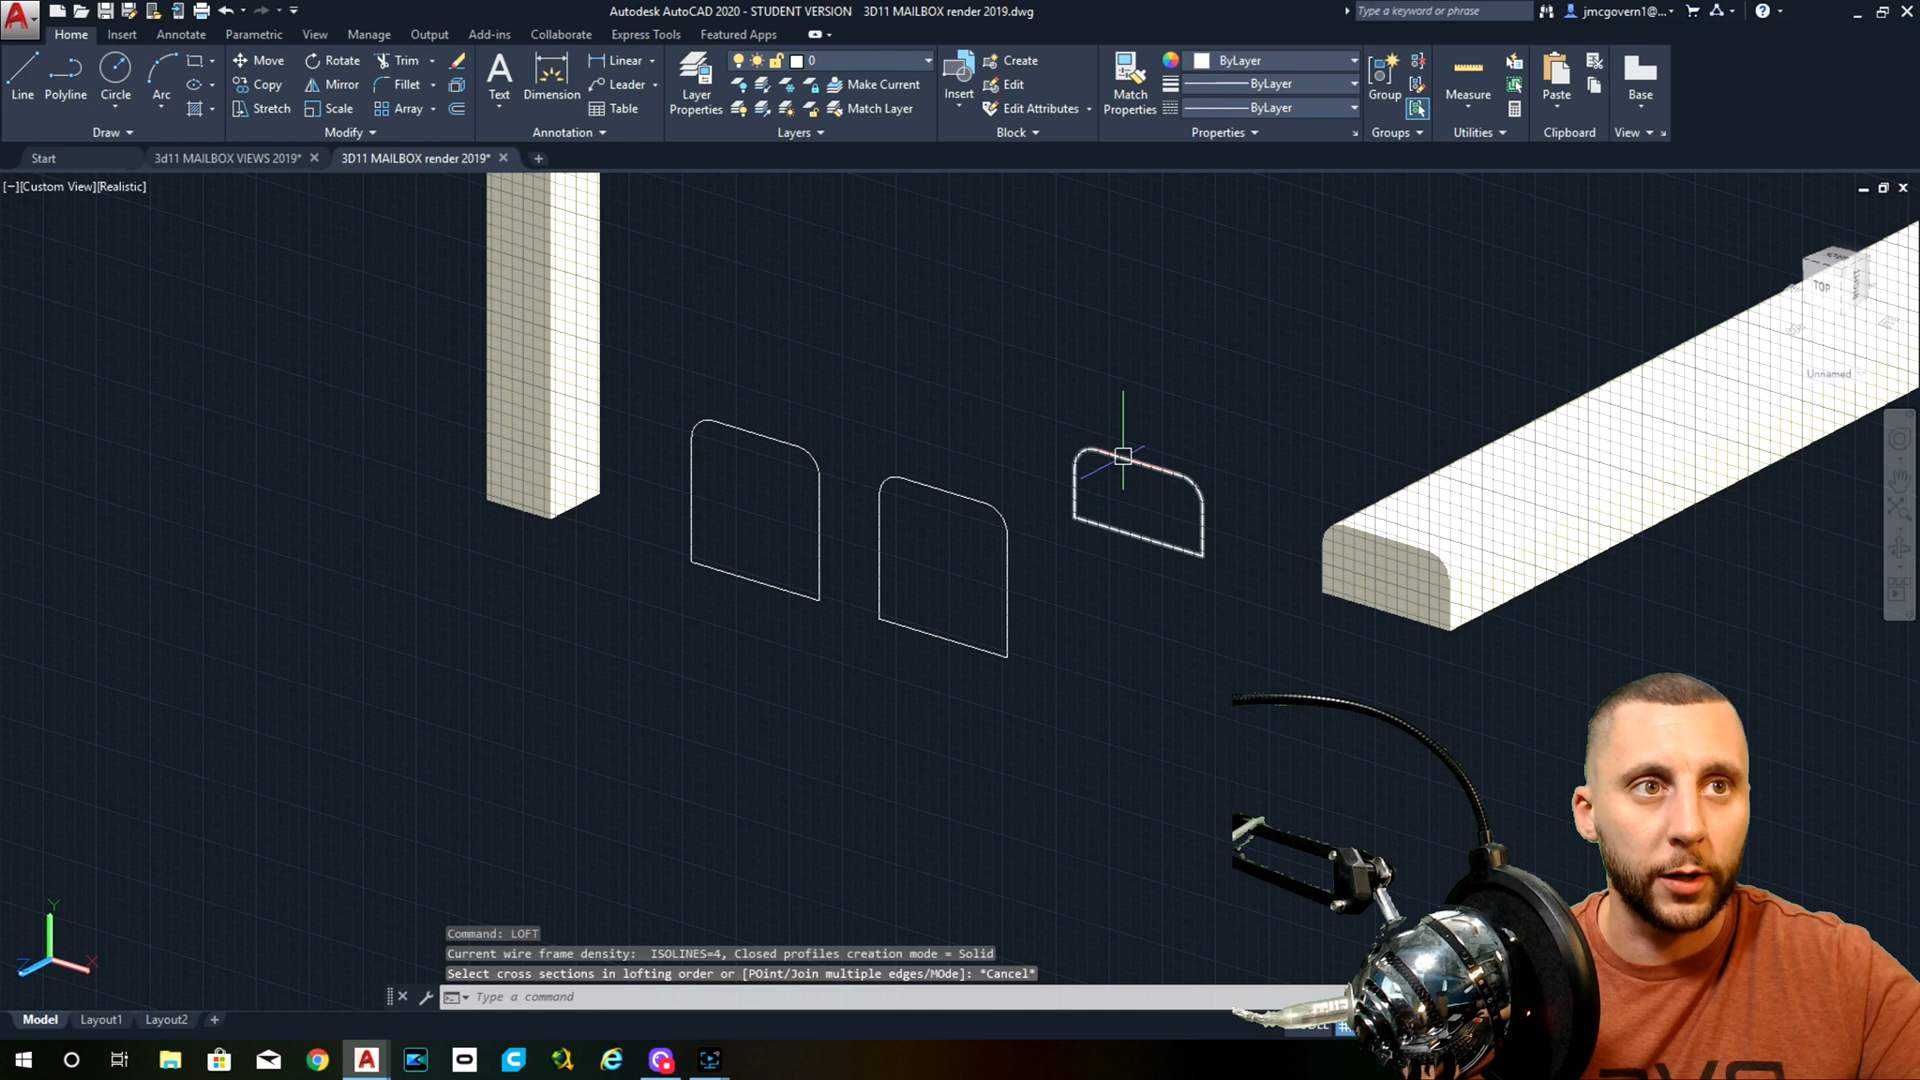 Autodesk AutoCAD 2020 - STUDENT VERSION 3D11 MAILBOX render 2019.dwg
Type a keyword or phrase
jmcgovern1@...
Home Insert Annotate Parametric View Manage Output Add-ins Collaborate Express Tools Featured Apps
Line Polyline Circle Arc
Move Rotate Trim
Copy Mirror Fillet
Stretch Scale Array
Text Dimension
Linear
Leader
Table
Layer Properties
0
Make Current
Match Layer
Insert
Create
Edit
Edit Attributes
Match Properties
ByLayer
ByLayer
ByLayer
Group
Measure
Paste
Base
Draw Modify Annotation Layers Block Properties Groups Utilities Clipboard View
Start 3d11 MAILBOX VIEWS 2019* 3D11 MAILBOX render 2019*
[−][Custom View][Realistic]
TOP
Unnamed
Y
X
Z
Command: LOFT
Current wire frame density: ISOLINES=4, Closed profiles creation mode = Solid
Select cross sections in lofting order or [POint/Join multiple edges/MOde]: *Cancel*
Type a command
Model Layout1 Layout2